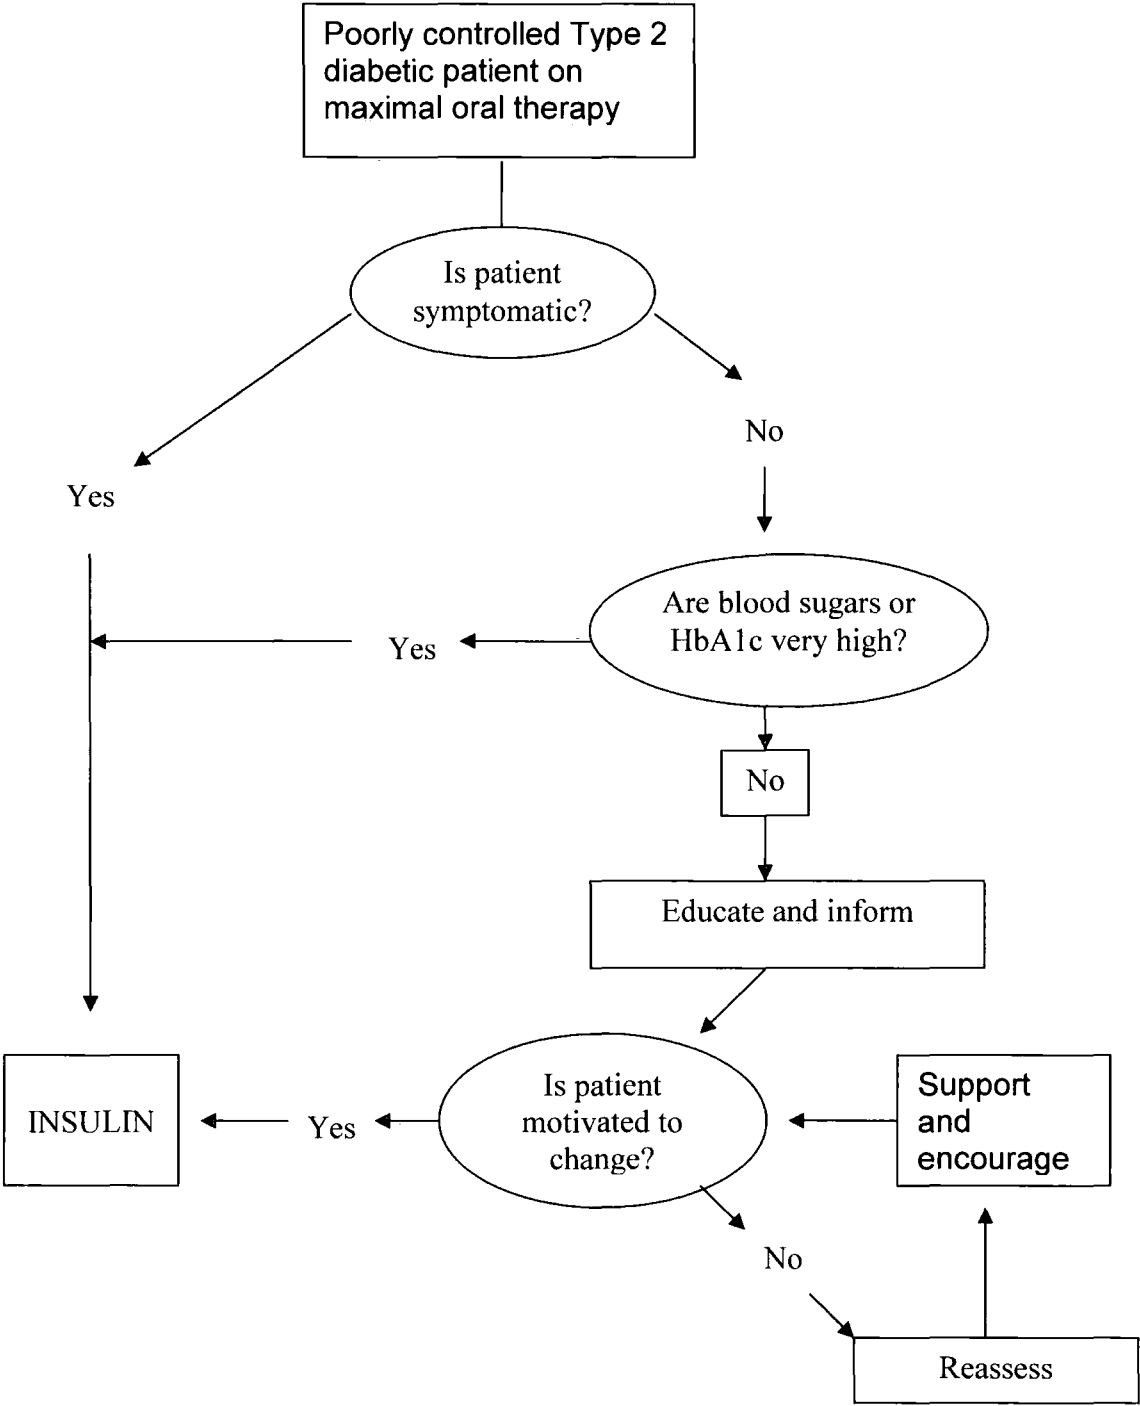 Poorly controlled Type 2
diabetic patient on
maximal oral therapy
Is patient
symptomatic?
No
Yes
Are blood sugars or
HbA1c very high?
Yes
No
Educate and inform
Is patient
motivated to
change?
Support
and
encourage
INSULIN
Yes
No
Reassess